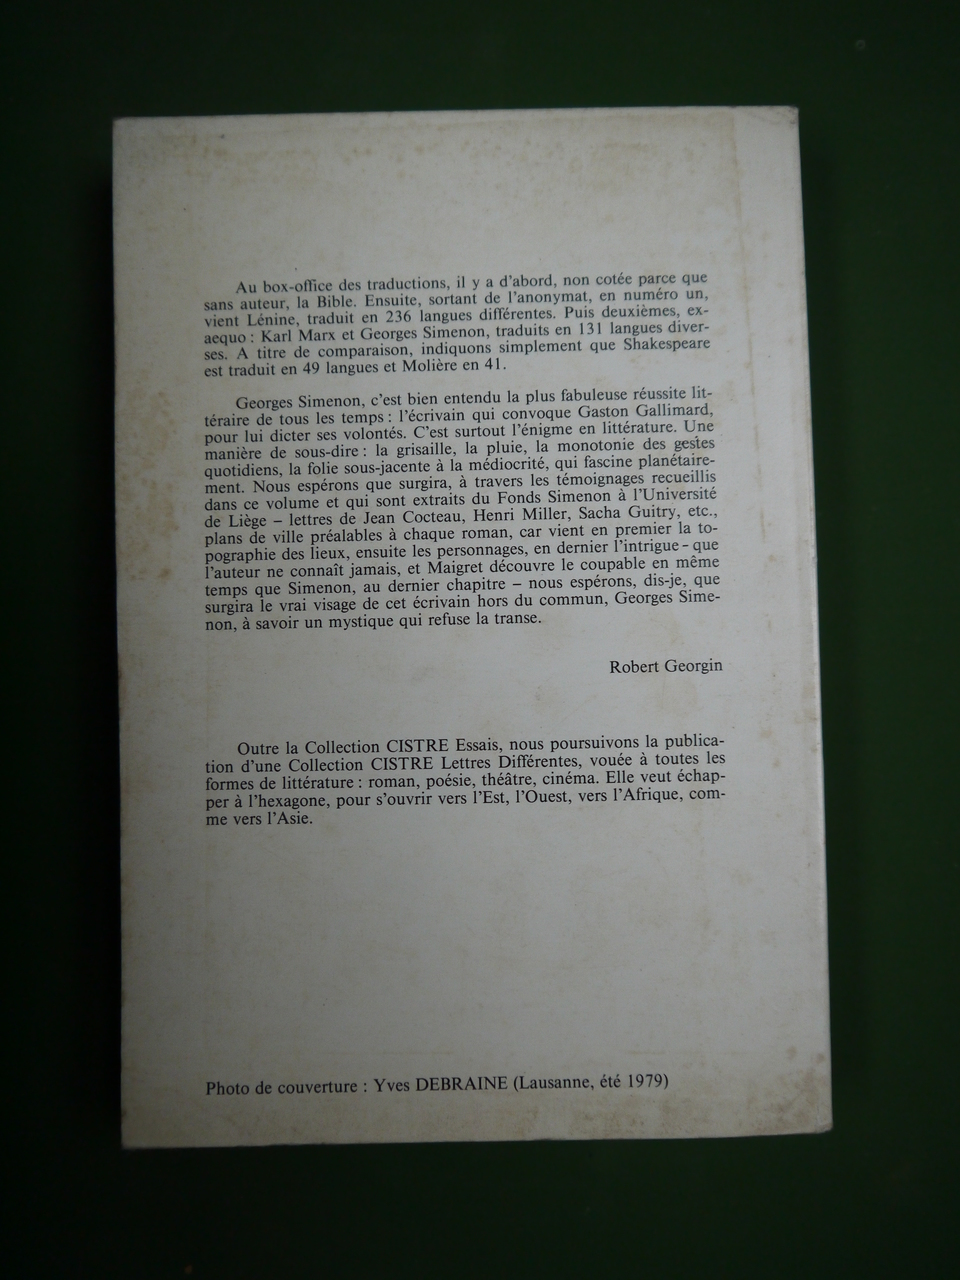 Au box-office des traductions, il y a d'abord, non cotée parce que
sans auteur, la Bible. Ensuite, sortant de l'anonymat, en numéro un,
vient Lénine, traduit en 236 langues différentes. Puis deuxièmes, ex-
aequo : Karl Marx et Georges Simenon, traduits en 131 langues diver-
ses. A titre de comparaison, indiquons simplement que Shakespeare
est traduit en 49 langues et Molière en 41.
Georges Simenon, c'est bien entendu la plus fabuleuse réussite lit-
téraire de tous les temps : l'écrivain qui convoque Gaston Gallimard,
pour lui dicter ses volontés. C'est surtout l'énigme en littérature. Une
manière de sous-dire : la grisaille, la pluie, la monotonie des gestes
quotidiens, la folie sous-jacente à la médiocrité, qui fascine planétaire-
ment. Nous espérons que surgira, à travers les témoignages recueillis
dans ce volume et qui sont extraits du Fonds Simenon à l'Université
de Liège – lettres de Jean Cocteau, Henri Miller, Sacha Guitry, etc.,
plans de ville préalables à chaque roman, car vient en premier la to-
pographie des lieux, ensuite les personnages, en dernier l'intrigue – que
l'auteur ne connaît jamais, et Maigret découvre le coupable en même
temps que Simenon, au dernier chapitre – nous espérons, dis-je, que
surgira le vrai visage de cet écrivain hors du commun, Georges Sime-
non, à savoir un mystique qui refuse la transe.
Robert Georgin
Outre la Collection CISTRE Essais, nous poursuivons la publica-
tion d'une Collection CISTRE Lettres Différentes, vouée à toutes les
formes de littérature : roman, poésie, théâtre, cinéma. Elle veut échap-
per à l'hexagone, pour s'ouvrir vers l'Est, l'Ouest, vers l'Afrique, com-
me vers l'Asie.
Photo de couverture : Yves DEBRAINE (Lausanne, été 1979)